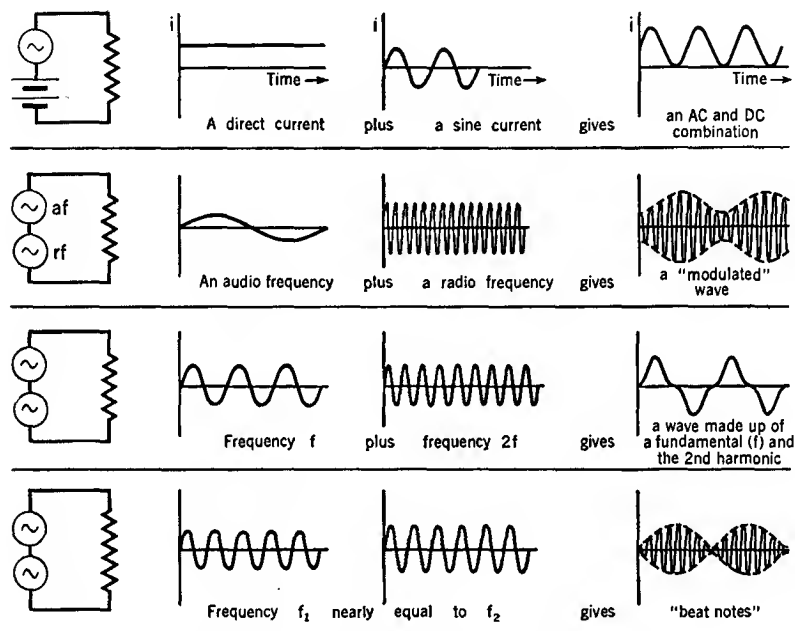 i
Time →
i
Time →
i
Time →
A direct current plus a sine current gives an AC and DC
combination
af
rf
An audio frequency plus a radio frequency gives a "modulated"
wave
Frequency f plus frequency 2f gives a wave made up of
a fundamental (f) and
the 2nd harmonic
Frequency f₁ nearly equal to f₂ gives "beat notes"